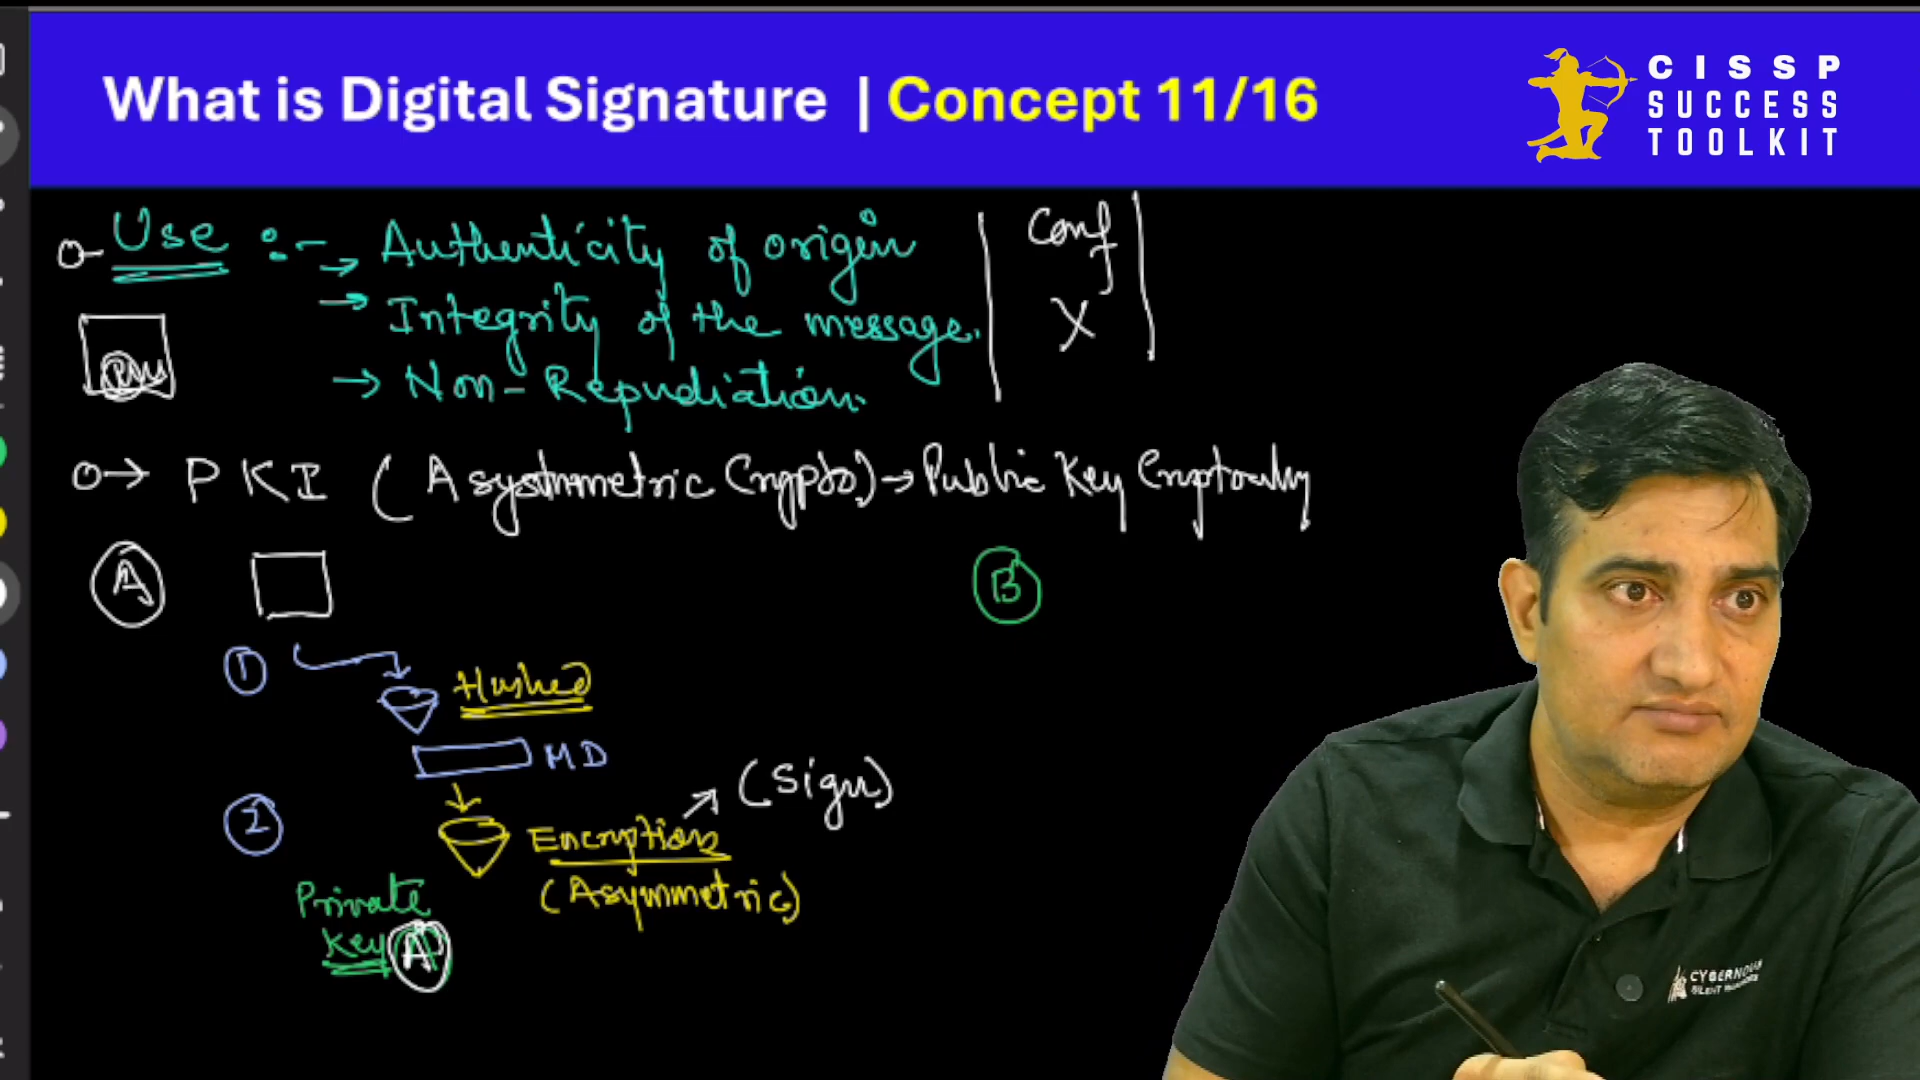 What is Digital Signature | Concept 11/16
CISSP
SUCCESS
TOOLKIT
Use :- → Authenticity of origin
→ Integrity of the message.
→ Non-Repudiation.
Conf
X
→ PKI (Asymmetric Crypto) → Public Key
A
B
1
Hashed
MD
2
Encryption → (Sign)
(Asymmetric)
Private
Key A